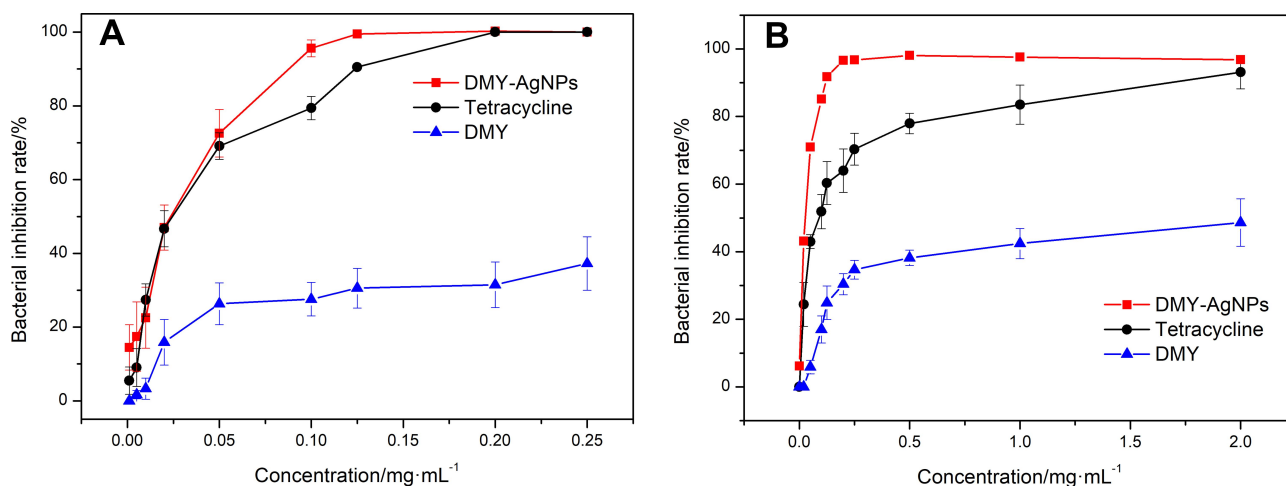 A
100
80
60
40
20
0
Bacterial inhibition rate/%
DMY-AgNPs
Tetracycline
DMY
0.00 0.05 0.10 0.15 0.20 0.25
Concentration/mg·mL⁻¹
B
100
80
60
40
20
0
Bacterial inhibition rate/%
DMY-AgNPs
Tetracycline
DMY
0.0 0.5 1.0 1.5 2.0
Concentration/mg·mL⁻¹